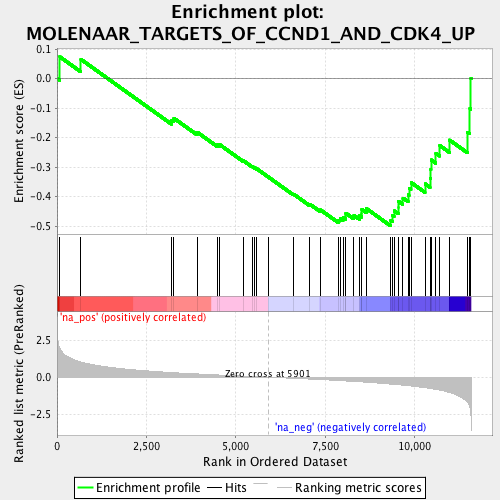 Enrichment plot:
MOLENAAR_TARGETS_OF_CCND1_AND_CDK4_UP
Enrichment score (ES)
0.1
0.0
-0.1
-0.2
-0.3
-0.4
-0.5
'na_pos' (positively correlated)
Ranked list metric (PreRanked)
2.5
0.0
-2.5
Zero cross at 5901
'na_neg' (negatively correlated)
0 2,500 5,000 7,500 10,000
Rank in Ordered Dataset
Enrichment profile Hits Ranking metric scores